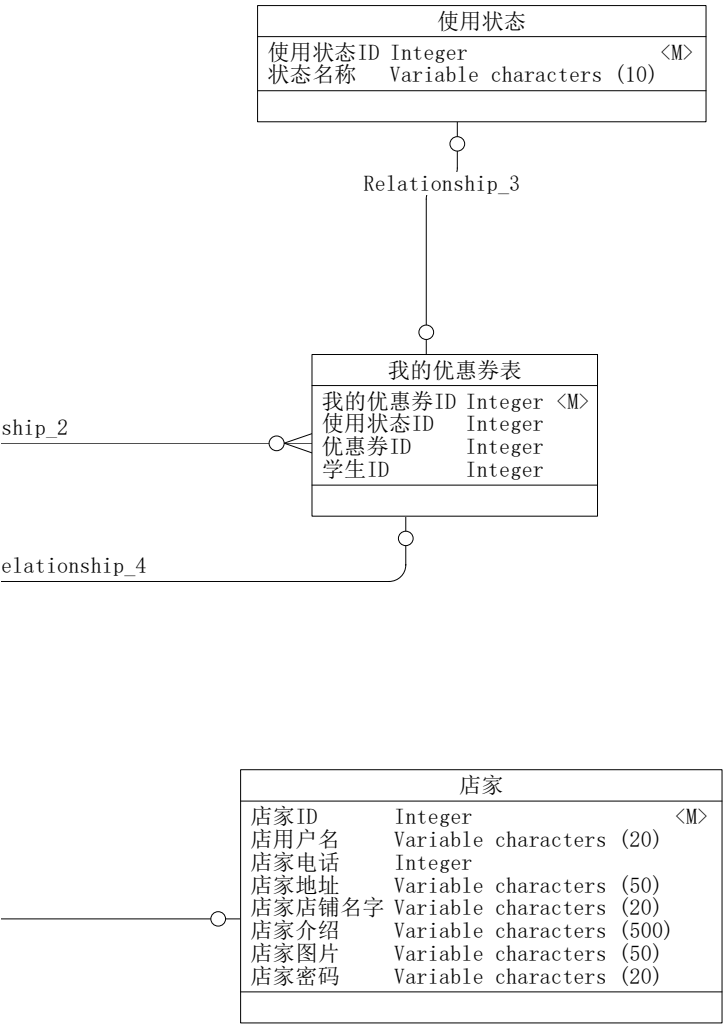 使用状态
使用状态ID Integer <M>
状态名称 Variable characters (10)
Relationship_3
我的优惠券表
我的优惠券ID Integer <M>
使用状态ID Integer
优惠券ID Integer
学生ID Integer
ship_2
elationship_4
店家
店家ID Integer <M>
店用户名 Variable characters (20)
店家电话 Integer
店家地址 Variable characters (50)
店家店铺名字 Variable characters (20)
店家介绍 Variable characters (500)
店家图片 Variable characters (50)
店家密码 Variable characters (20)